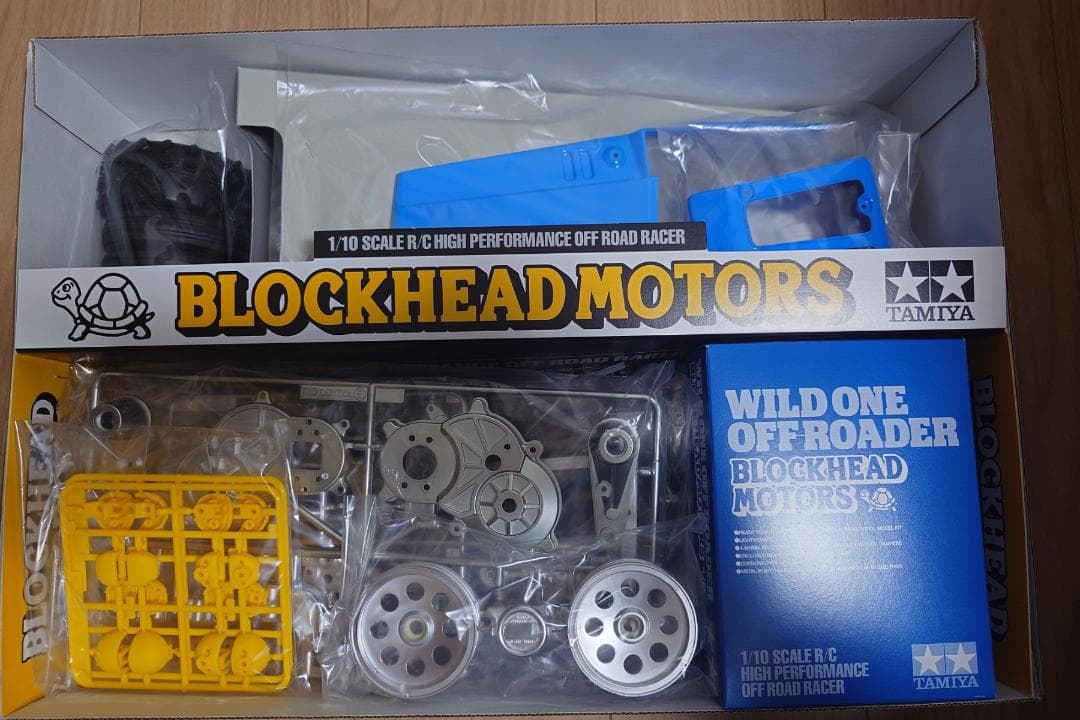 1/10 SCALE R/C HIGH PERFORMANCE OFF ROAD RACER
BLOCKHEAD MOTORS
TAMIYA
BLOCKHEAD
WILD ONE
OFF ROADER
BLOCKHEAD
MOTORS
1/10 SCALE R/C
HIGH PERFORMANCE
OFF ROAD RACER
TAMIYA
BLOCKHEAD